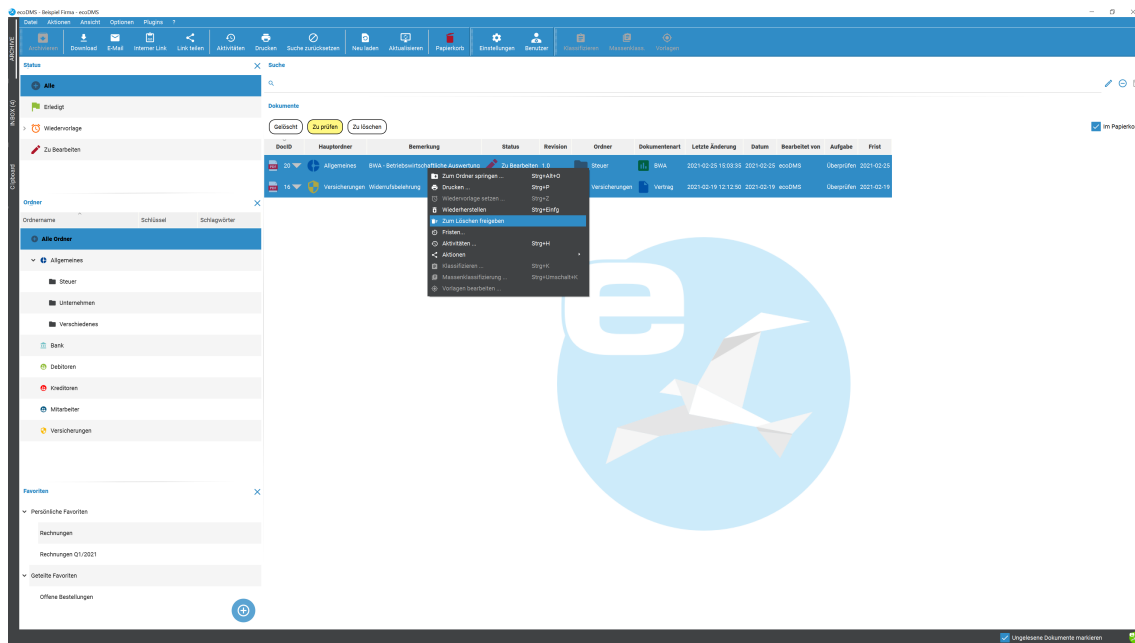 ecoDMS - Beispiel Firma - ecoDMS
Datei Aktionen Ansicht Optionen Plugins ?
Archivieren Download E-Mail Interner Link Link teilen Aktivitäten Drucken Suche zurücksetzen Neu laden Aktualisieren Papierkorb Einstellungen Benutzer Klassifizieren Massenklass. Vorlagen
ARCHIVE
INBOX (4)
Clipboard
Status
Alle
Erledigt
Wiedervorlage
Zu Bearbeiten
Ordner
Ordnername Schlüssel Schlagwörter
Alle Ordner
Allgemeines
Steuer
Unternehmen
Verschiedenes
Bank
Debitoren
Kreditoren
Mitarbeiter
Versicherungen
Favoriten
Persönliche Favoriten
Rechnungen
Rechnungen Q1/2021
Geteilte Favoriten
Offene Bestellungen
Suche
Dokumente
Gelöscht Zu prüfen Zu löschen
Im Papierko
DocID Hauptordner Bemerkung Status Revision Ordner Dokumentenart Letzte Änderung Datum Bearbeitet von Aufgabe Frist
20 Allgemeines BWA - Betriebswirtschaftliche Auswertung Zu Bearbeiten 1.0 Steuer BWA 2021-02-25 15:03:35 2021-02-25 ecoDMS Überprüfen 2021-02-25
16 Versicherungen Widerrufsbelehrung Versicherungen Vertrag 2021-02-19 12:12:50 2021-02-19 ecoDMS Überprüfen 2021-02-19
Zum Ordner springen ... Strg+Alt+O
Drucken ... Strg+P
Wiedervorlage setzen ... Strg+Z
Wiederherstellen Strg+Einfg
Zum Löschen freigeben
Fristen...
Aktivitäten ... Strg+H
Aktionen
Klassifizieren ... Strg+K
Massenklassifizierung ... Strg+Umschalt+K
Vorlagen bearbeiten ...
e
Ungelesene Dokumente markieren